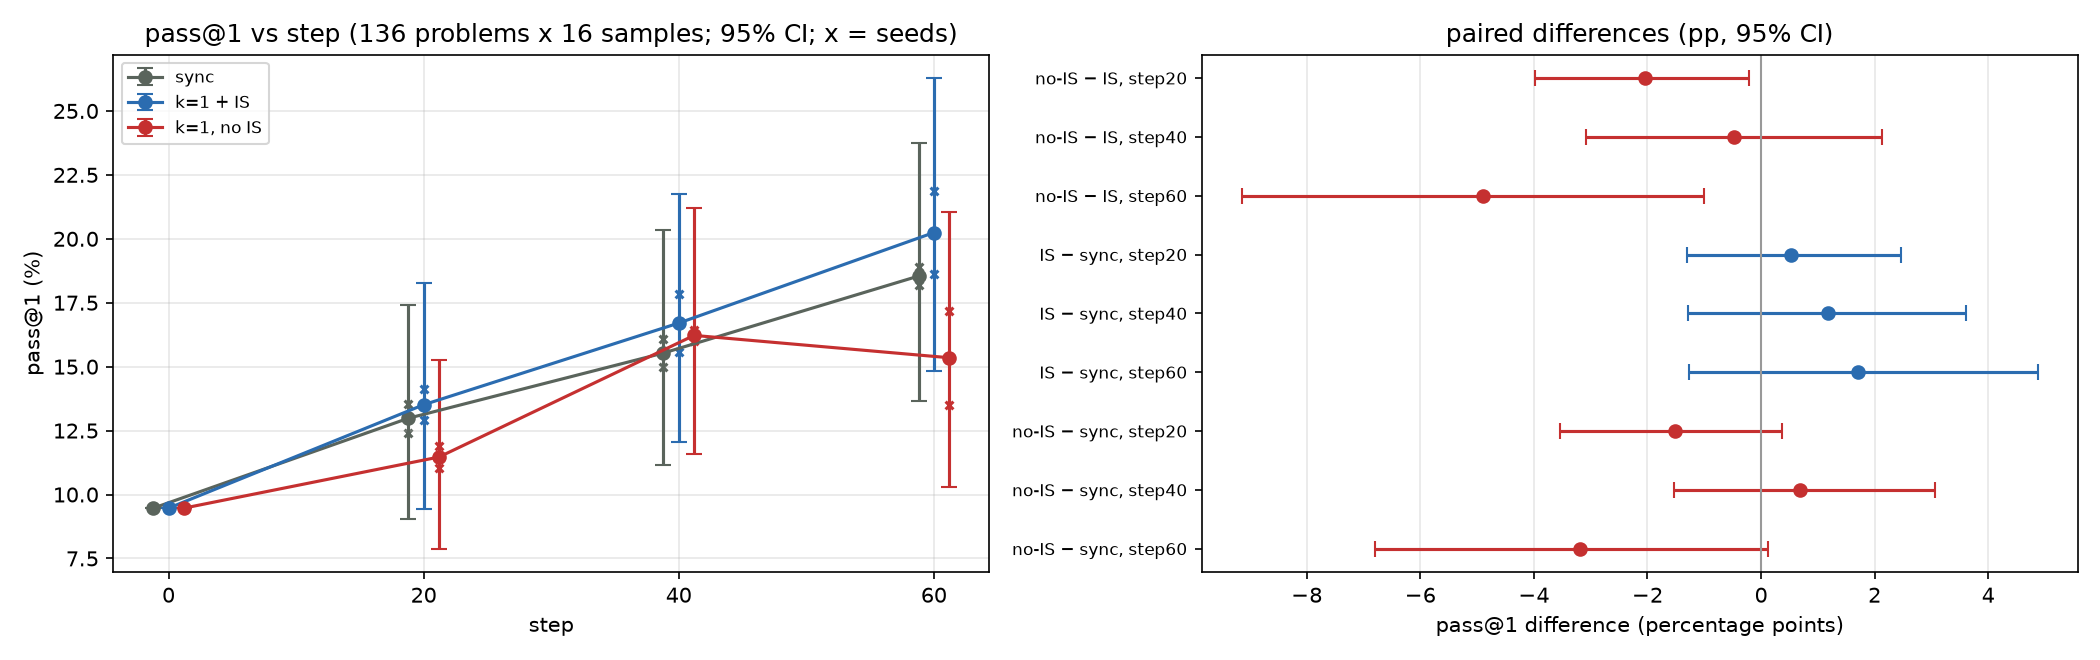 pass@1 vs step (136 problems x 16 samples; 95% CI; x = seeds)
sync
k=1 + IS
k=1, no IS
pass@1 (%)
25.0
22.5
20.0
17.5
15.0
12.5
10.0
7.5
0
20
40
60
step
paired differences (pp, 95% CI)
no-IS − IS, step20
no-IS − IS, step40
no-IS − IS, step60
IS − sync, step20
IS − sync, step40
IS − sync, step60
no-IS − sync, step20
no-IS − sync, step40
no-IS − sync, step60
−8
−6
−4
−2
0
2
4
pass@1 difference (percentage points)